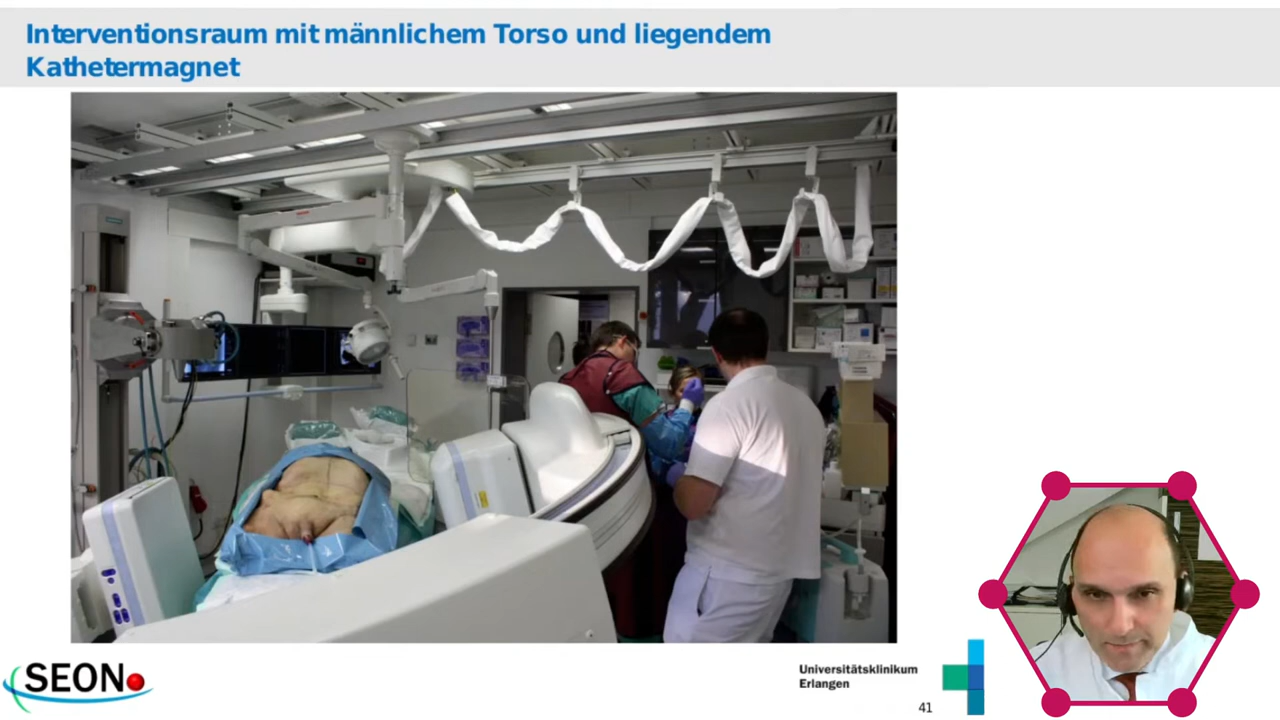 Interventionsraum mit männlichem Torso und liegendem
Kathetermagnet
SEON
Universitätsklinikum
Erlangen
41